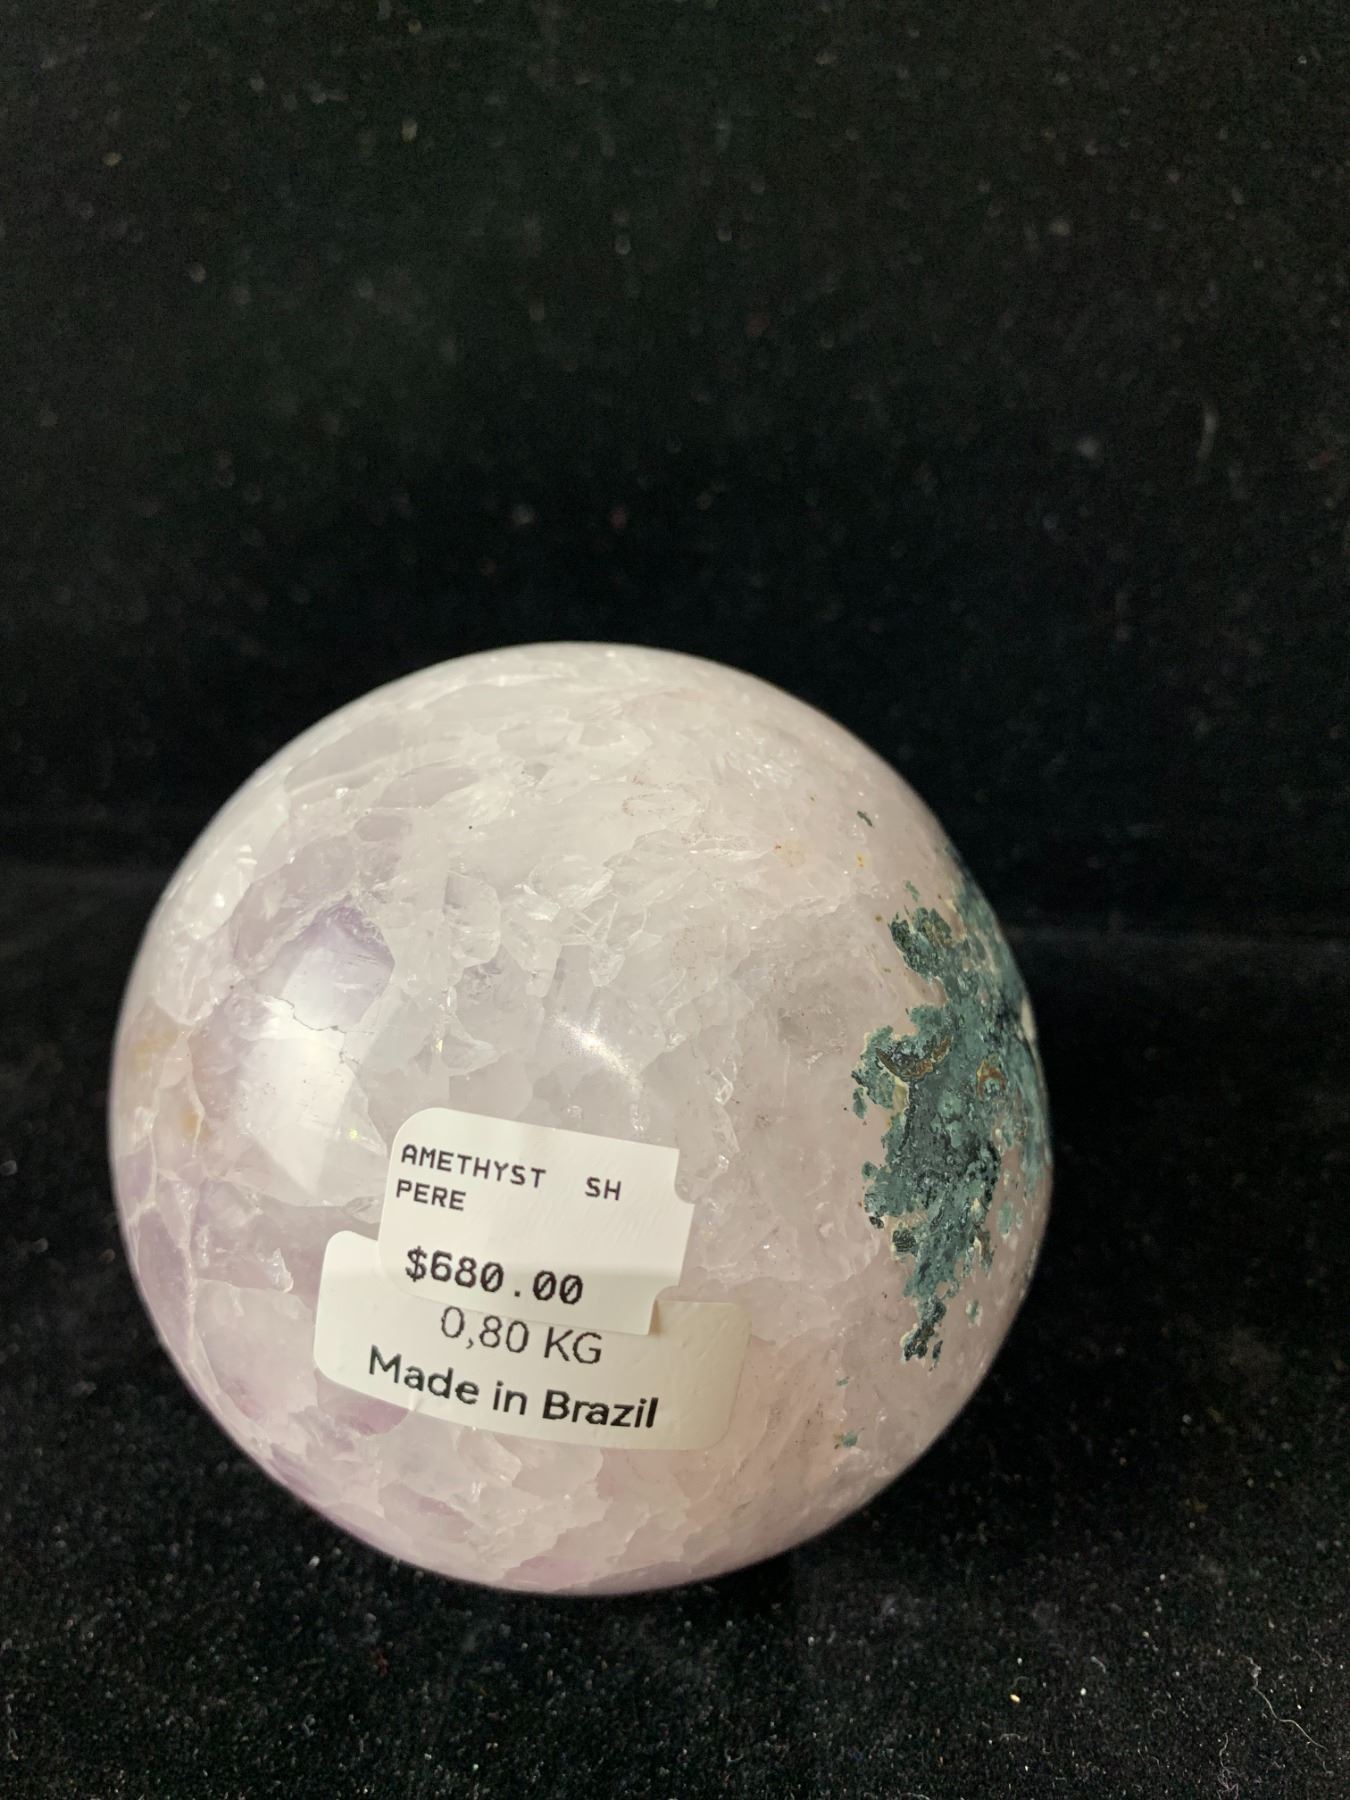 AMETHYST SH
PERE
$680.00
0,80 KG
Made in Brazil